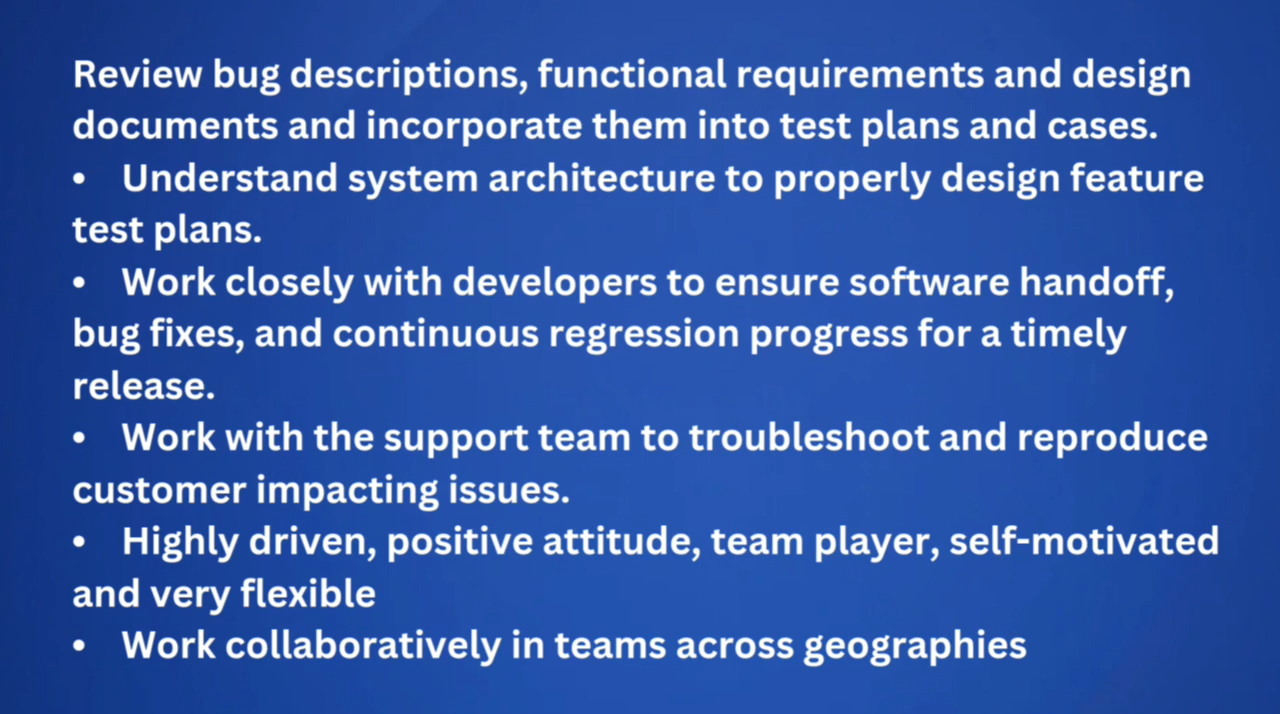 Review bug descriptions, functional requirements and design
documents and incorporate them into test plans and cases.
• Understand system architecture to properly design feature
test plans.
• Work closely with developers to ensure software handoff,
bug fixes, and continuous regression progress for a timely
release.
• Work with the support team to troubleshoot and reproduce
customer impacting issues.
• Highly driven, positive attitude, team player, self-motivated
and very flexible
• Work collaboratively in teams across geographies